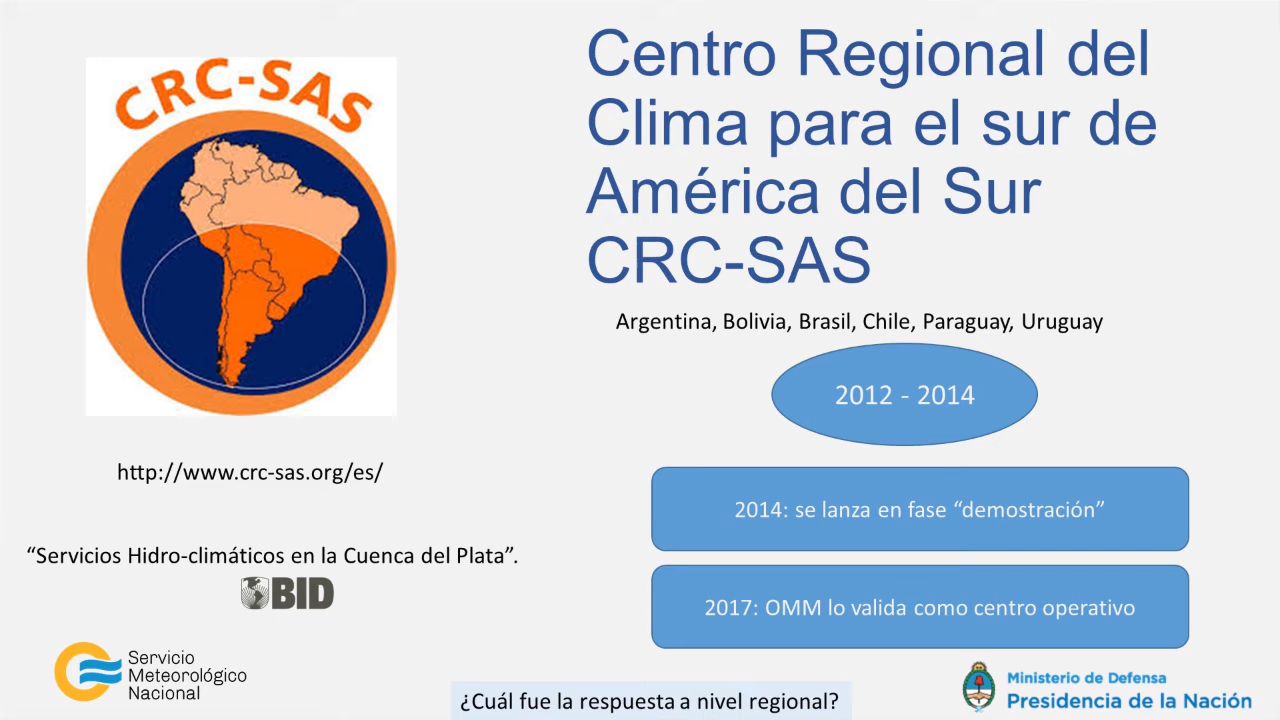 CRC-SAS
Centro Regional del
Clima para el sur de
América del Sur
CRC-SAS
Argentina, Bolivia, Brasil, Chile, Paraguay, Uruguay
2012 - 2014
http://www.crc-sas.org/es/
2014: se lanza en fase “demostración”
“Servicios Hidro-climáticos en la Cuenca del Plata”.
BID
2017: OMM lo valida como centro operativo
Servicio
Meteorológico
Nacional
¿Cuál fue la respuesta a nivel regional?
Ministerio de Defensa
Presidencia de la Nación